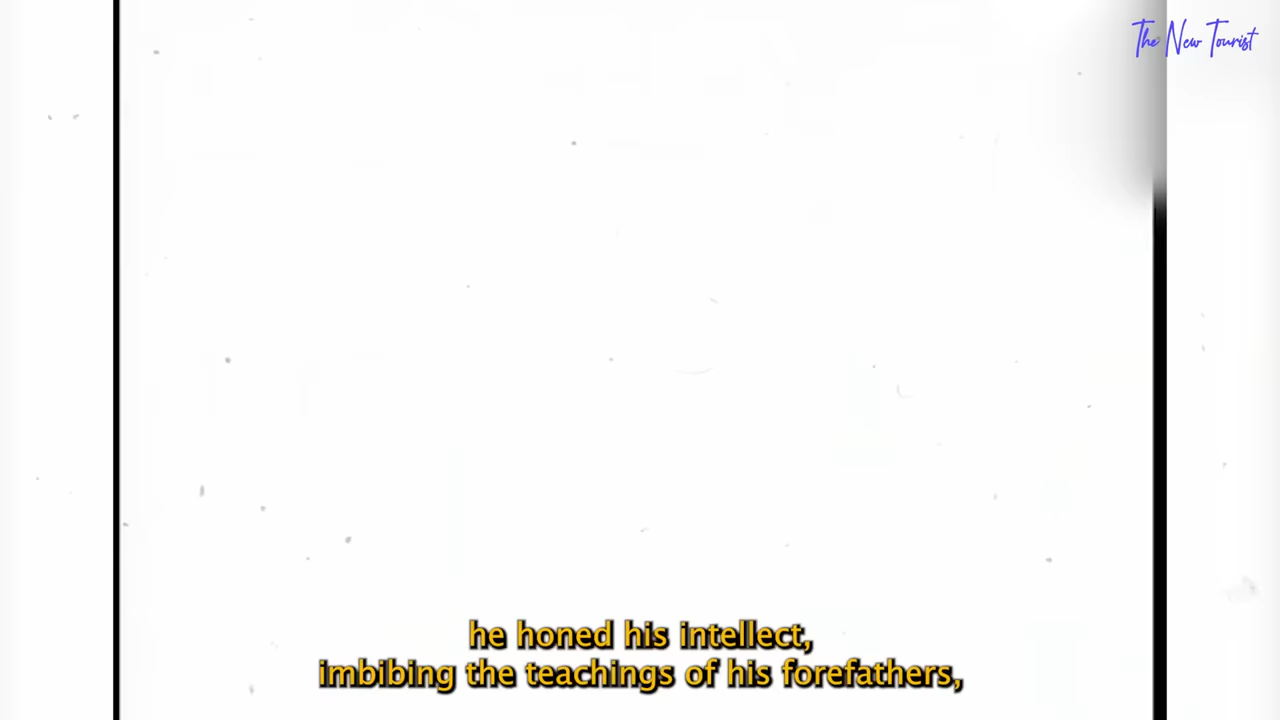 The New Tourist
he honed his intellect,
imbibing the teachings of his forefathers,